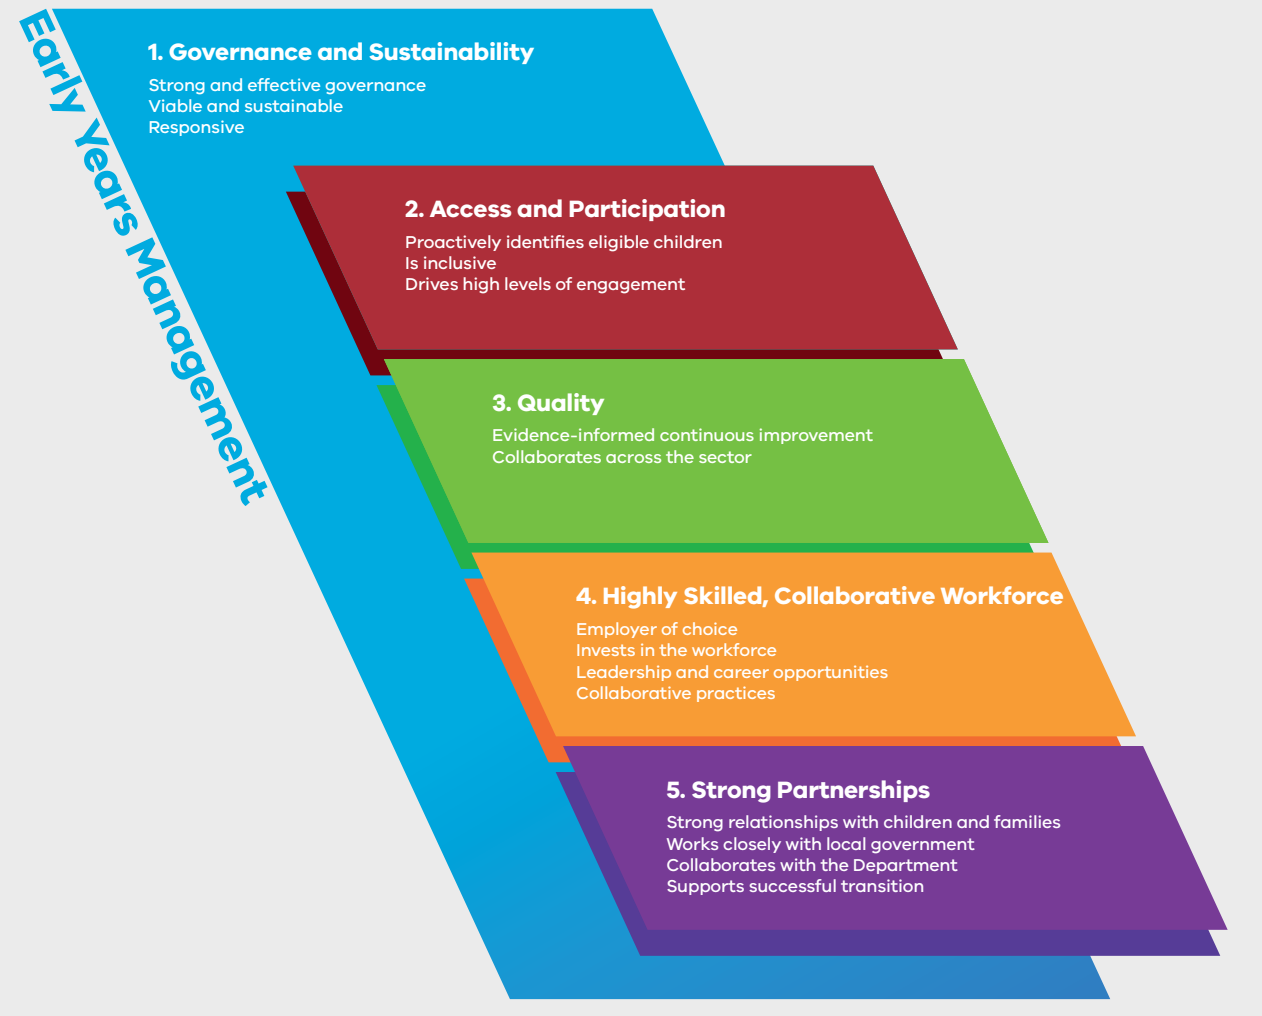 Early Years Management
1. Governance and Sustainability
Strong and effective governance
Viable and sustainable
Responsive
2. Access and Participation
Proactively identifies eligible children
Is inclusive
Drives high levels of engagement
3. Quality
Evidence-informed continuous improvement
Collaborates across the sector
4. Highly Skilled, Collaborative Workforce
Employer of choice
Invests in the workforce
Leadership and career opportunities
Collaborative practices
5. Strong Partnerships
Strong relationships with children and families
Works closely with local government
Collaborates with the Department
Supports successful transition